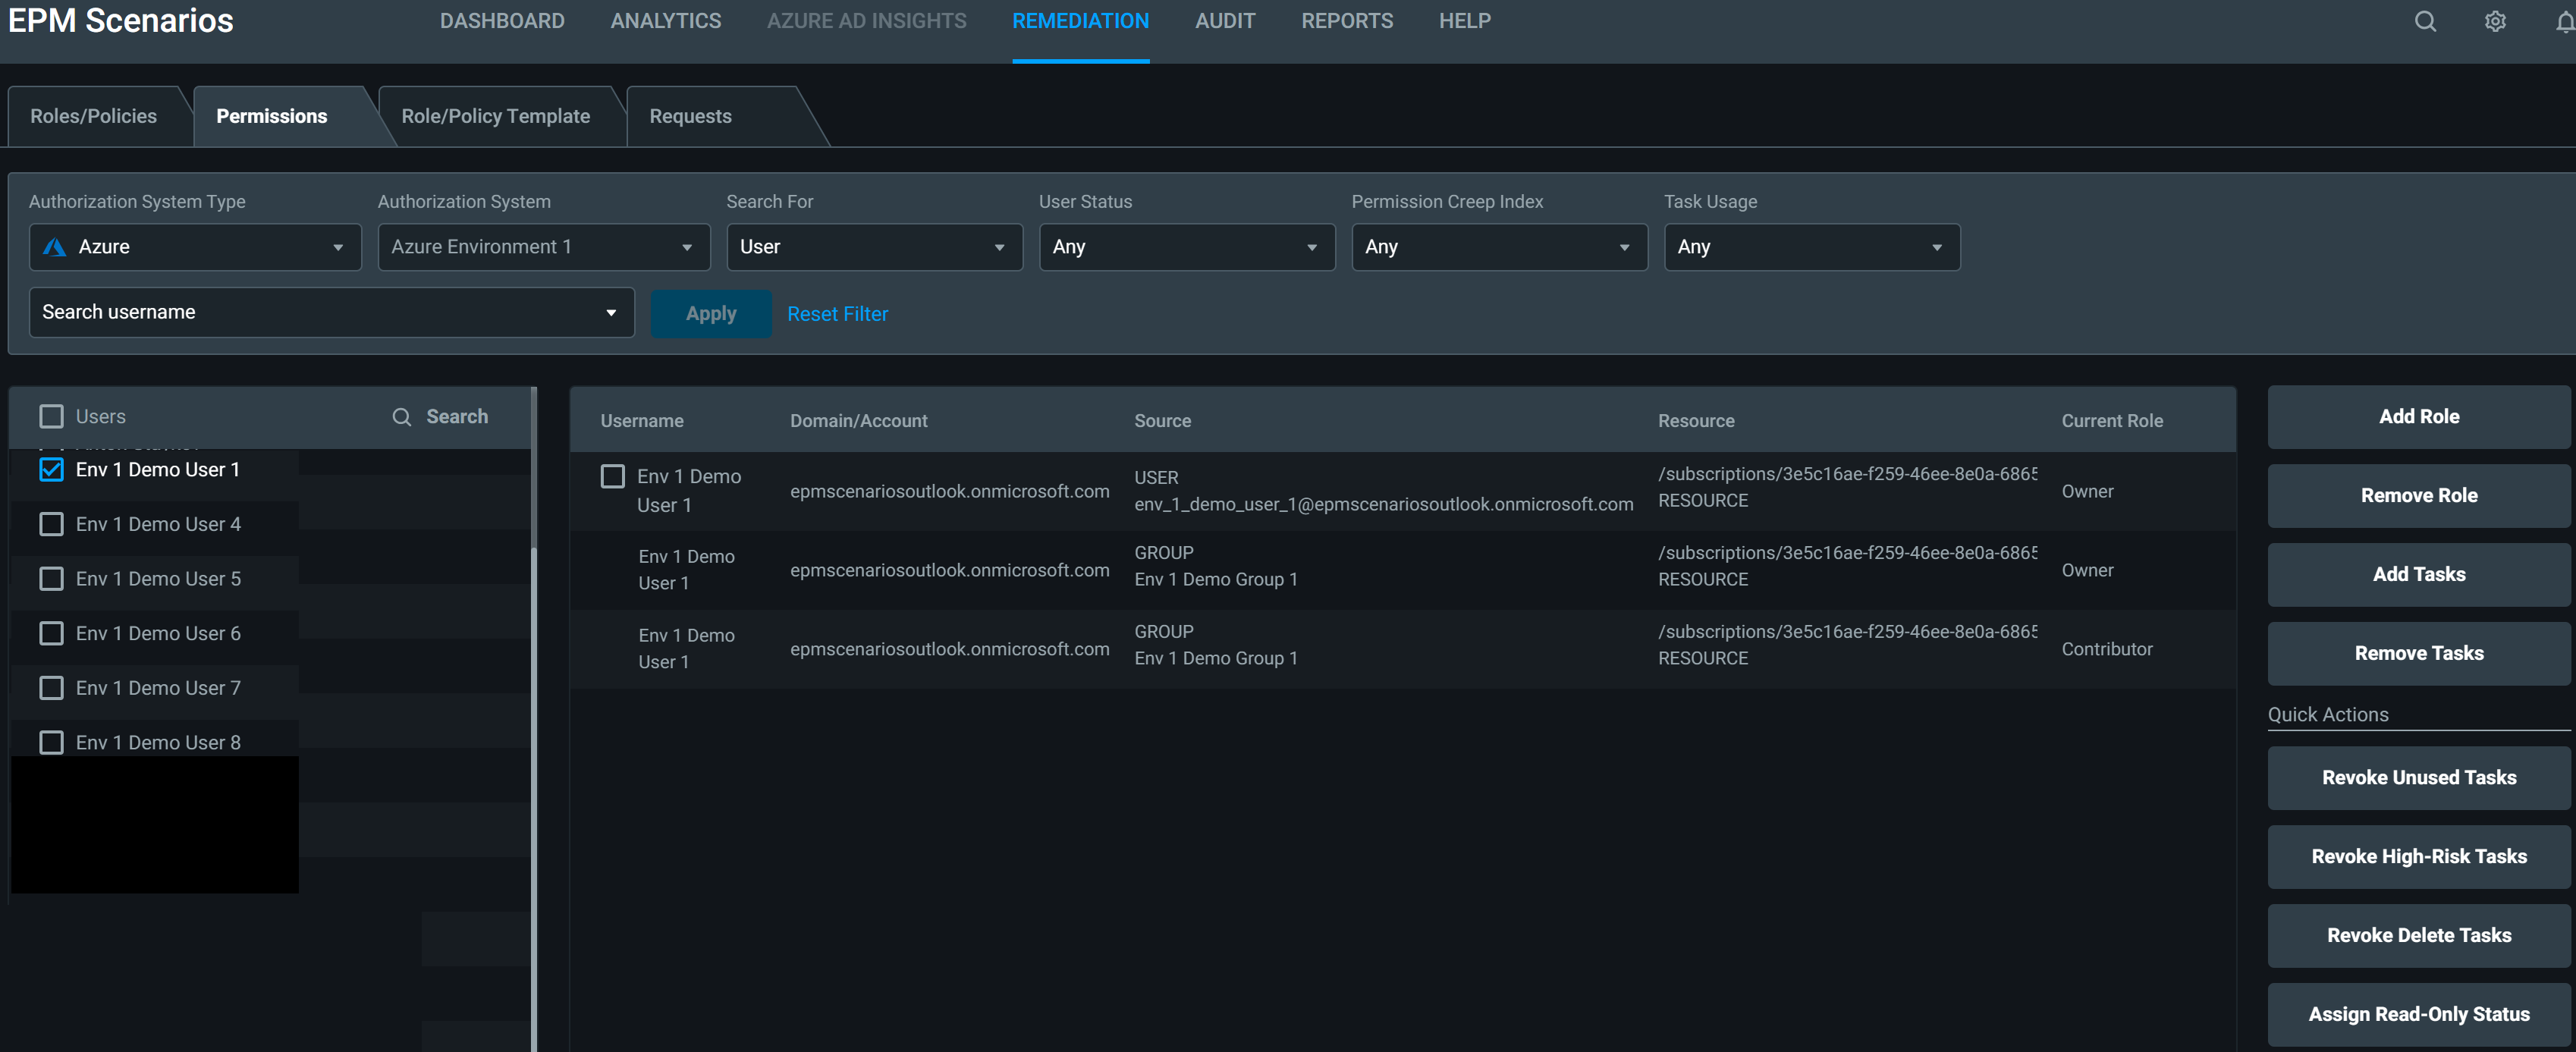 EPM Scenarios
DASHBOARD ANALYTICS AZURE AD INSIGHTS REMEDIATION AUDIT REPORTS HELP
Roles/Policies Permissions Role/Policy Template Requests
Authorization System Type Authorization System Search For User Status Permission Creep Index Task Usage
Azure Azure Environment 1 User Any Any Any
Search username Apply Reset Filter
Users Search
Env 1 Demo User 1
Env 1 Demo User 4
Env 1 Demo User 5
Env 1 Demo User 6
Env 1 Demo User 7
Env 1 Demo User 8
Username Domain/Account Source Resource Current Role
Env 1 Demo
User 1
epmscenariosoutlook.onmicrosoft.com
USER
env_1_demo_user_1@epmscenariosoutlook.onmicrosoft.com
/subscriptions/3e5c16ae-f259-46ee-8e0a-6865
RESOURCE
Owner
Env 1 Demo
User 1
epmscenariosoutlook.onmicrosoft.com
GROUP
Env 1 Demo Group 1
/subscriptions/3e5c16ae-f259-46ee-8e0a-6865
RESOURCE
Owner
Env 1 Demo
User 1
epmscenariosoutlook.onmicrosoft.com
GROUP
Env 1 Demo Group 1
/subscriptions/3e5c16ae-f259-46ee-8e0a-6865
RESOURCE
Contributor
Add Role
Remove Role
Add Tasks
Remove Tasks
Quick Actions
Revoke Unused Tasks
Revoke High-Risk Tasks
Revoke Delete Tasks
Assign Read-Only Status